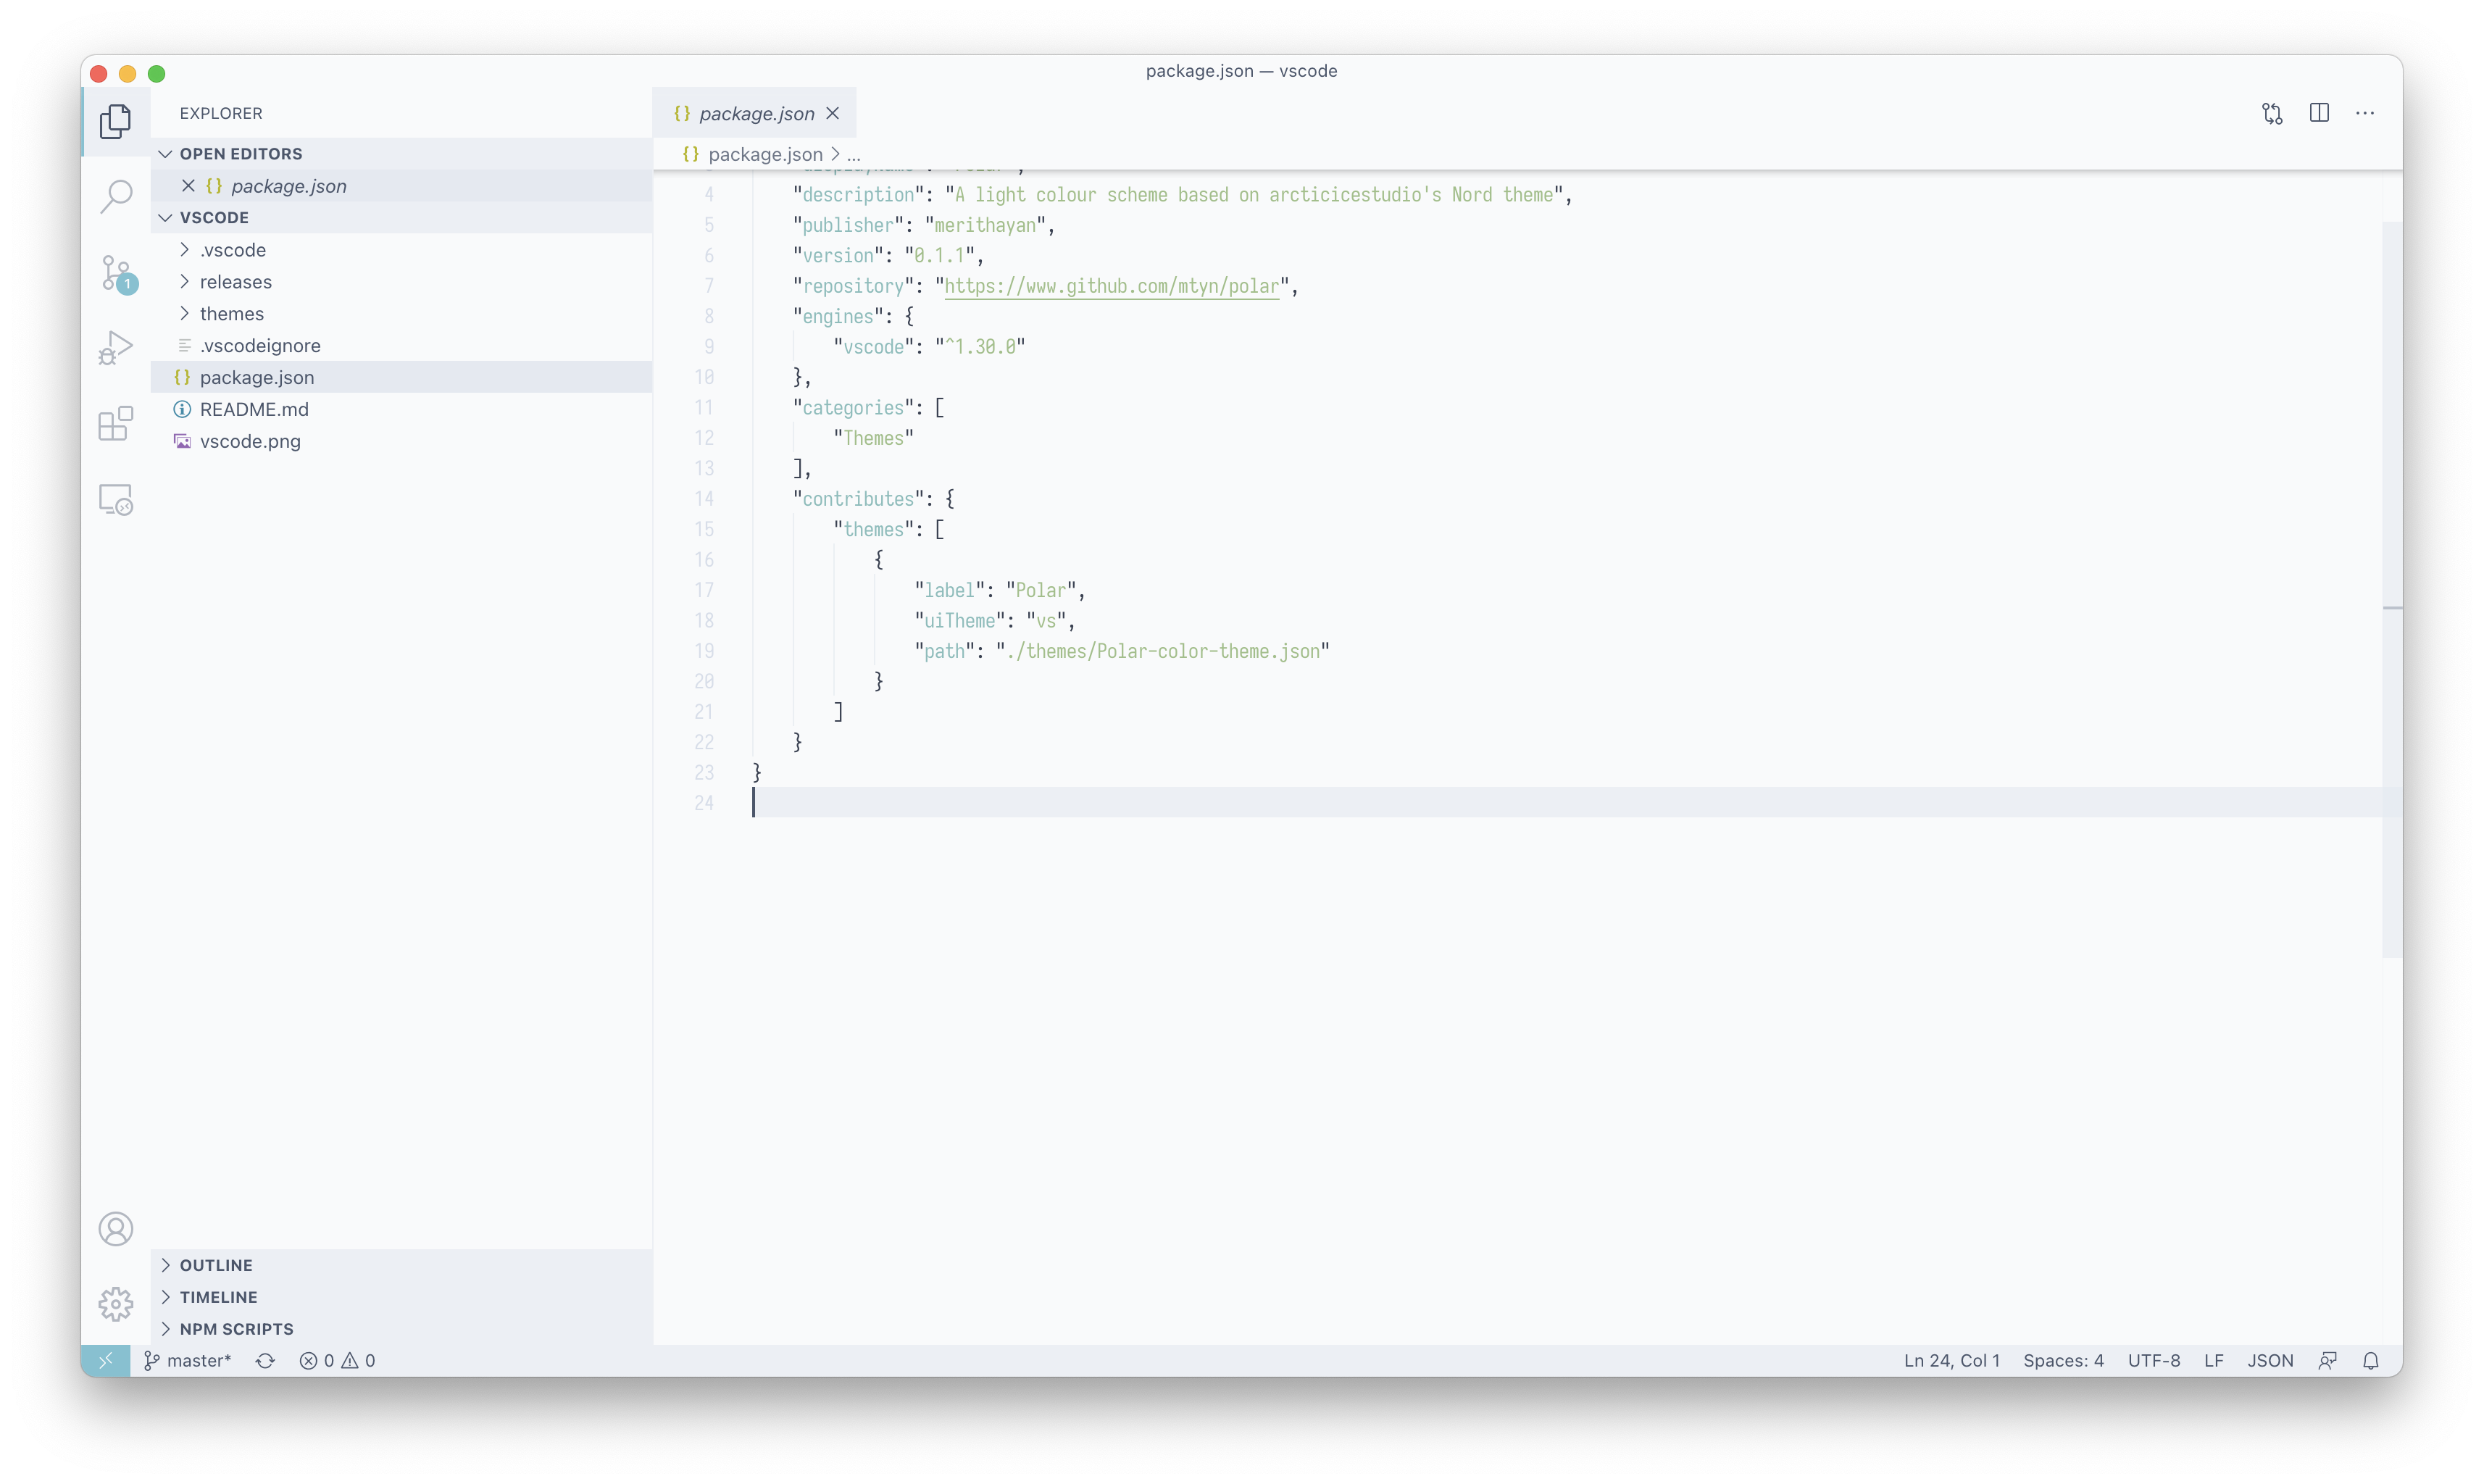 package.json — vscode
EXPLORER
OPEN EDITORS
package.json
VSCODE
.vscode
releases
themes
.vscodeignore
{} package.json
README.md
vscode.png
OUTLINE
TIMELINE
NPM SCRIPTS
{} package.json
{} package.json > ...
4 "description": "A light colour scheme based on arcticicestudio's Nord theme",
5 "publisher": "merithayan",
6 "version": "0.1.1",
7 "repository": "https://www.github.com/mtyn/polar",
8 "engines": {
9 "vscode": "^1.30.0"
10 },
11 "categories": [
12 "Themes"
13 ],
14 "contributes": {
15 "themes": [
16 {
17 "label": "Polar",
18 "uiTheme": "vs",
19 "path": "./themes/Polar-color-theme.json"
20 }
21 ]
22 }
23 }
24
1
master* 0 0 Ln 24, Col 1 Spaces: 4 UTF-8 LF JSON